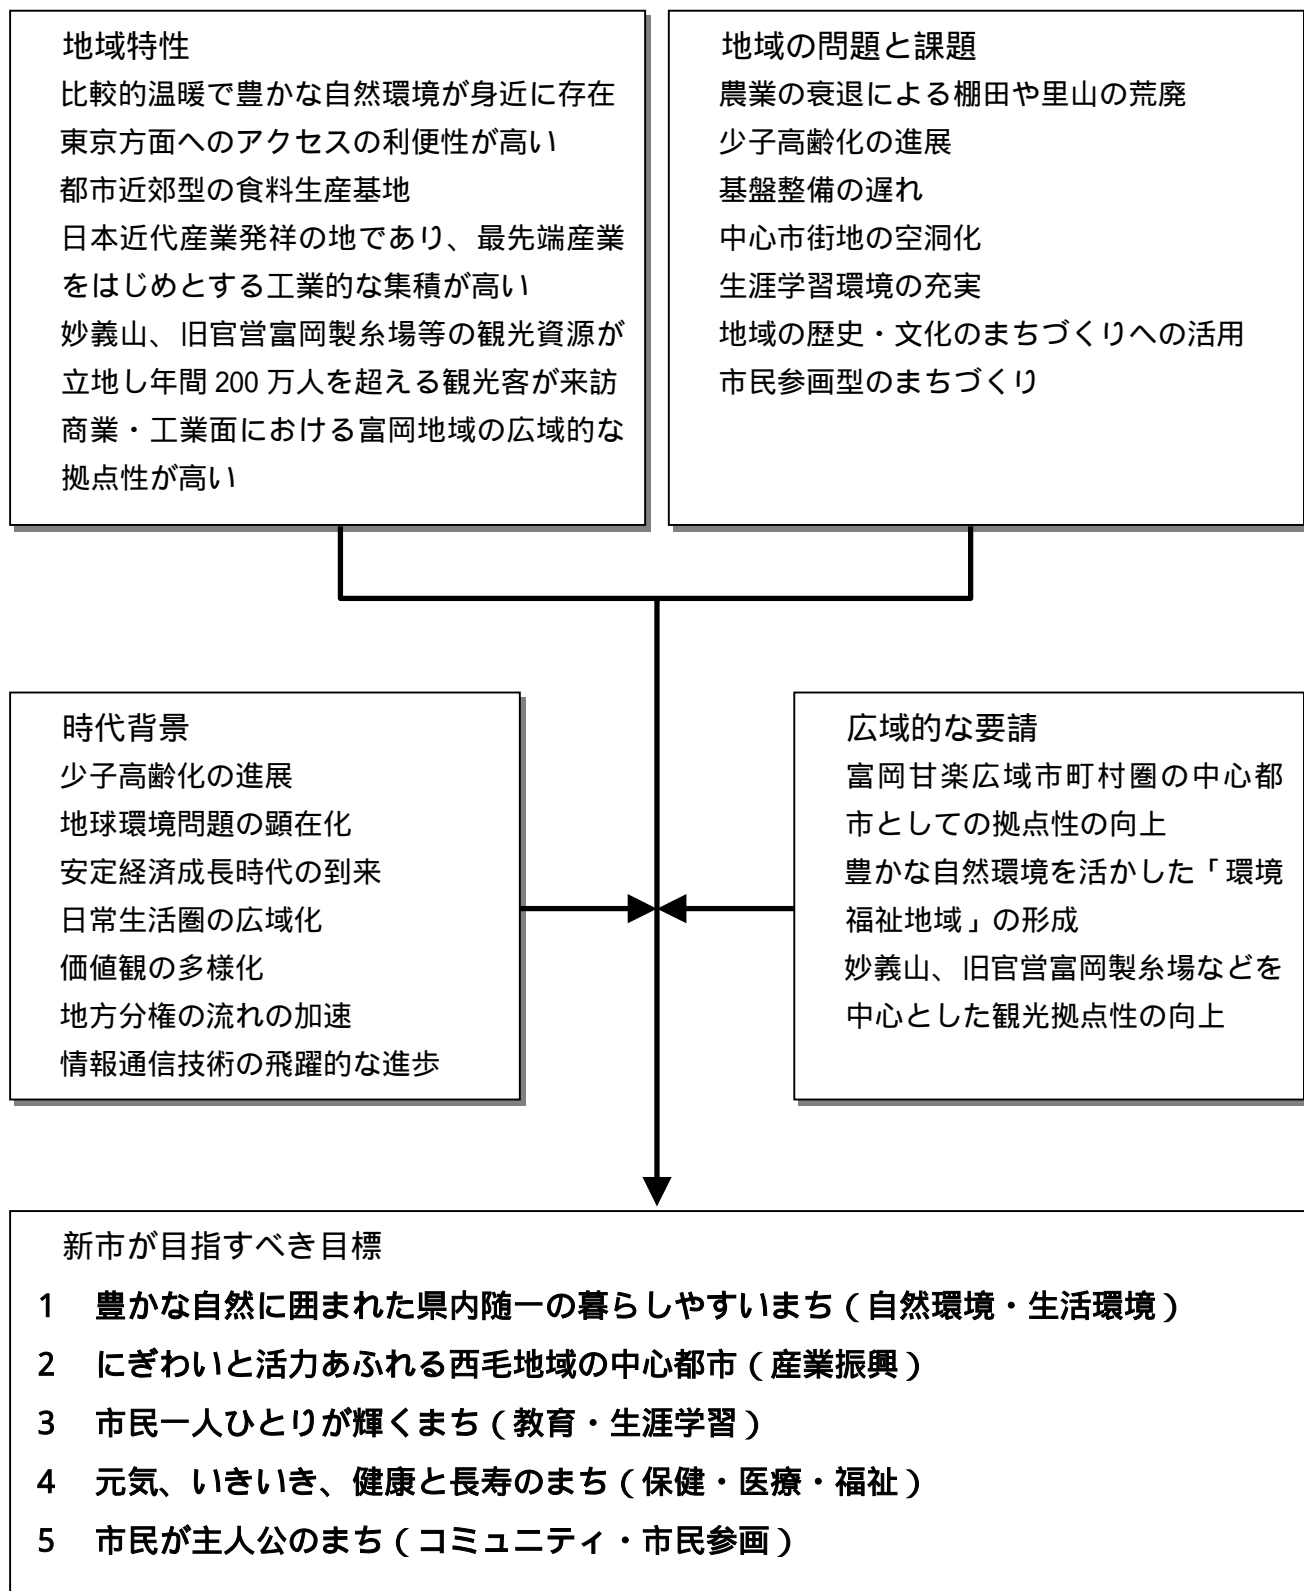 地域特性
比較的温暖で豊かな自然環境が身近に存在
東京方面へのアクセスの利便性が高い
都市近郊型の食料生産基地
日本近代産業発祥の地であり、最先端産業
をはじめとする工業的な集積が高い
妙義山、旧官営富岡製糸場等の観光資源が
立地し年間 200 万人を超える観光客が来訪
商業・工業面における富岡地域の広域的な
拠点性が高い
地域の問題と課題
農業の衰退による棚田や里山の荒廃
少子高齢化の進展
基盤整備の遅れ
中心市街地の空洞化
生涯学習環境の充実
地域の歴史・文化のまちづくりへの活用
市民参画型のまちづくり
時代背景
少子高齢化の進展
地球環境問題の顕在化
安定経済成長時代の到来
日常生活圏の広域化
価値観の多様化
地方分権の流れの加速
情報通信技術の飛躍的な進歩
広域的な要請
富岡甘楽広域市町村圏の中心都
市としての拠点性の向上
豊かな自然環境を活かした「環境
福祉地域」の形成
妙義山、旧官営富岡製糸場などを
中心とした観光拠点性の向上
新市が目指すべき目標
1 豊かな自然に囲まれた県内随一の暮らしやすいまち（自然環境・生活環境）
2 にぎわいと活力あふれる西毛地域の中心都市（産業振興）
3 市民一人ひとりが輝くまち（教育・生涯学習）
4 元気、いきいき、健康と長寿のまち（保健・医療・福祉）
5 市民が主人公のまち（コミュニティ・市民参画）